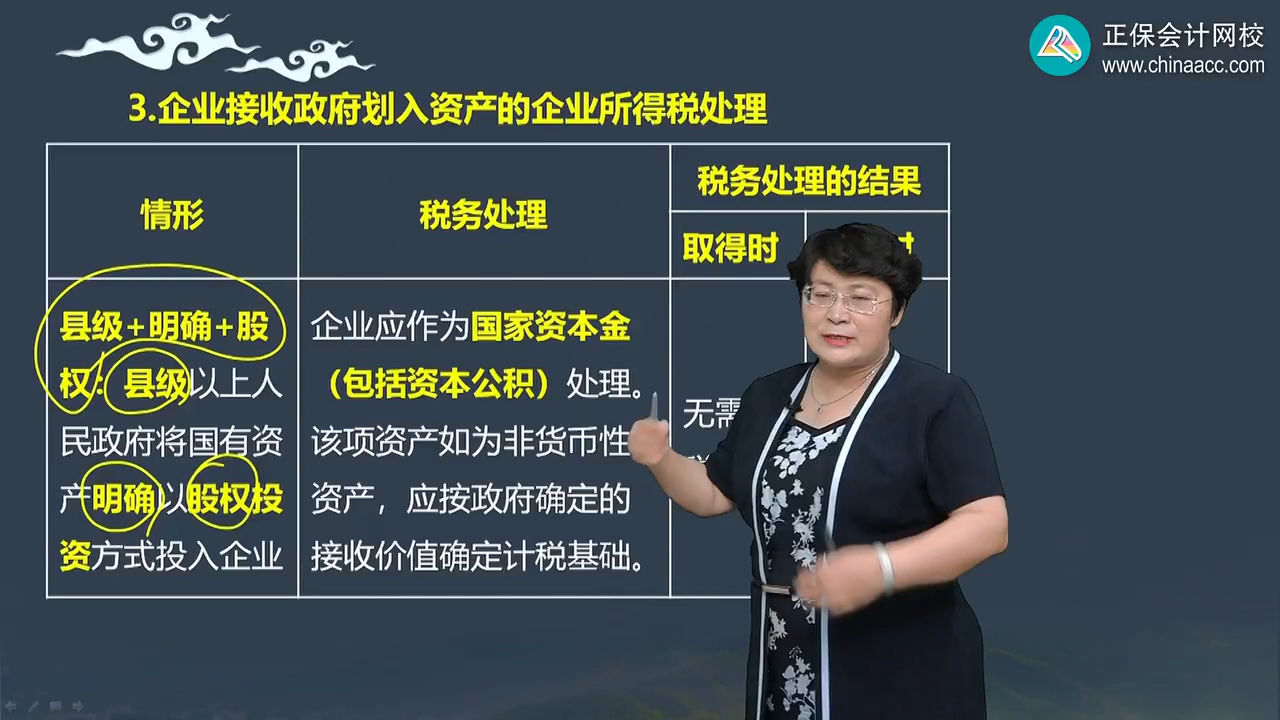 正保会计网校
www.chinaacc.com
3.企业接收政府划入资产的企业所得税处理
情形
税务处理
税务处理的结果
取得时
时
县级+明确+股
权：县级以上人
民政府将国有资
产明确以股权投
资方式投入企业
企业应作为国家资本金
（包括资本公积）处理。
该项资产如为非货币性
资产，应按政府确定的
接收价值确定计税基础。
无需